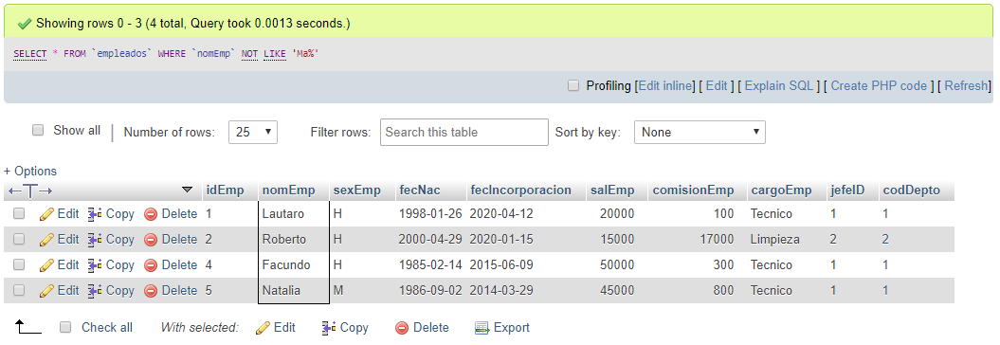 Showing rows 0 - 3 (4 total, Query took 0.0013 seconds.)
SELECT * FROM `empleados` WHERE `nomEmp` NOT LIKE 'Ma%'
Profiling [Edit inline] [ Edit ] [ Explain SQL ] [ Create PHP code ] [ Refresh]
Show all | Number of rows: 25 Filter rows: Search this table Sort by key: None
+ Options
←T→ idEmp nomEmp sexEmp fecNac fecIncorporacion salEmp comisionEmp cargoEmp jefeID codDepto
Edit Copy Delete 1 Lautaro H 1998-01-26 2020-04-12 20000 100 Tecnico 1 1
Edit Copy Delete 2 Roberto H 2000-04-29 2020-01-15 15000 17000 Limpieza 2 2
Edit Copy Delete 4 Facundo H 1985-02-14 2015-06-09 50000 300 Tecnico 1 1
Edit Copy Delete 5 Natalia M 1986-09-02 2014-03-29 45000 800 Tecnico 1 1
Check all With selected: Edit Copy Delete Export